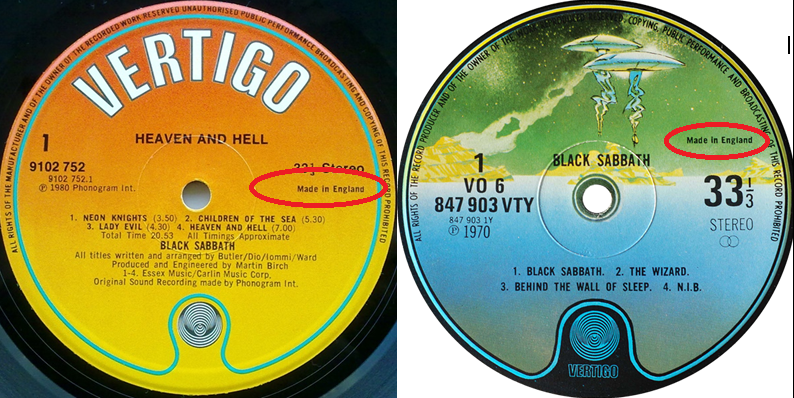 ALL RIGHTS OF THE MANUFACTURER AND OF THE OWNER OF THE RECORDED WORK RESERVED UNAUTHORISED PUBLIC PERFORMANCE BROADCASTING AND COPYING OF THIS RECORD PROHIBITED
VERTIGO
1
HEAVEN AND HELL
9102 752
33⅓ Stereo
9102 752.1
℗ 1980 Phonogram Int.
Made in England
1. NEON KNIGHTS (3.50) 2. CHILDREN OF THE SEA (5.30)
3. LADY EVIL (4.30) 4. HEAVEN AND HELL (7.00)
Total Time 20.53 All Timings Approximate
BLACK SABBATH
All titles written and arranged by Butler/Dio/Iommi/Ward
Produced and Engineered by Martin Birch
1-4. Essex Music/Carlin Music Corp.
Original Sound Recording made by Phonogram Int.
ALL RIGHTS OF THE RECORD PRODUCER AND OF THE OWNER OF THE RESERVED, COPYING, PUBLIC PERFORMANCE AND BROADCASTING OF THIS RECORD PROHIBITED
Made in England
1
BLACK SABBATH
VO 6
847 903 VTY
33⅓
847 903 1Y
℗ 1970
STEREO
1. BLACK SABBATH. 2. THE WIZARD.
3. BEHIND THE WALL OF SLEEP. 4. N.I.B.
VERTIGO